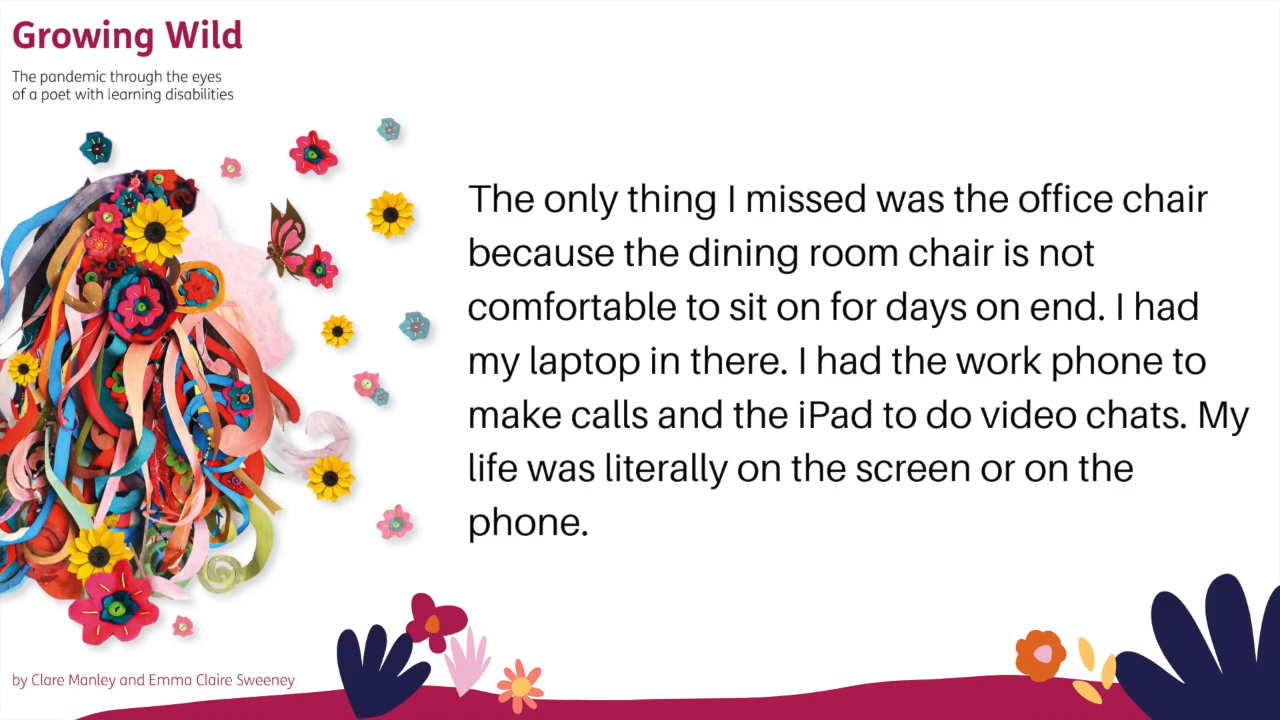 Growing Wild
The pandemic through the eyes
of a poet with learning disabilities
The only thing I missed was the office chair
because the dining room chair is not
comfortable to sit on for days on end. I had
my laptop in there. I had the work phone to
make calls and the iPad to do video chats. My
life was literally on the screen or on the
phone.
by Clare Manley and Emma Claire Sweeney